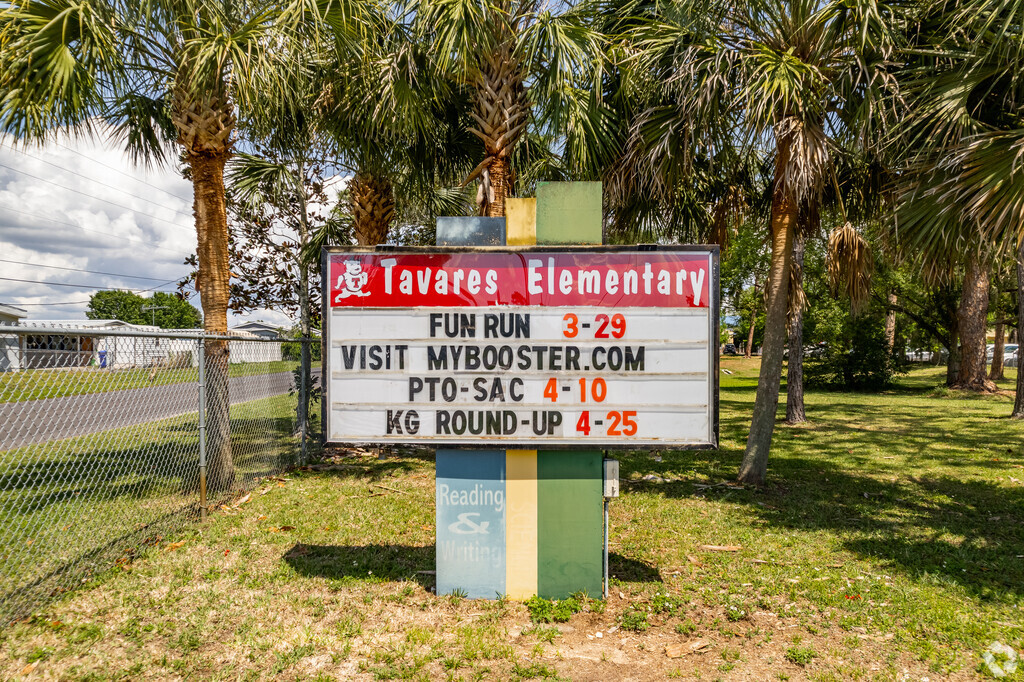 Tavares Elementary
FUN RUN 3-29
VISIT MYBOOSTER.COM
PTO-SAC 4-10
KG ROUND-UP 4-25
Reading
&
Writing